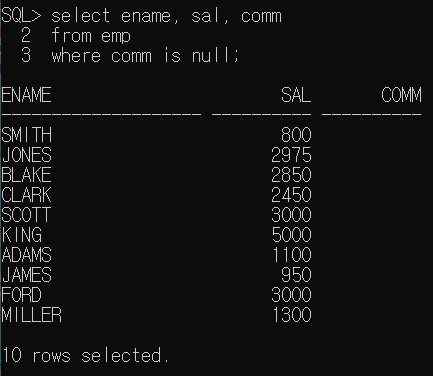 SQL> select ename, sal, comm
  2  from emp
  3  where comm is null;
ENAME                       SAL       COMM
-------------------- ---------- ----------
SMITH                       800
JONES                      2975
BLAKE                      2850
CLARK                      2450
SCOTT                      3000
KING                       5000
ADAMS                      1100
JAMES                       950
FORD                       3000
MILLER                     1300
10 rows selected.